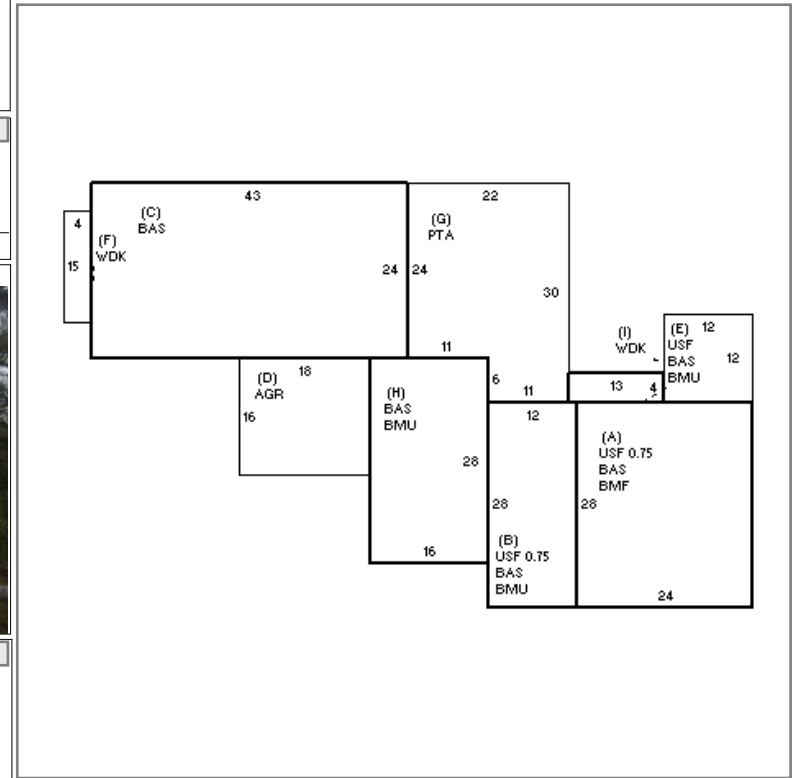 43
22
(C)
BAS
(G)
PTA
4
(F)
WDK
15
24
24
30
11
(I)
WDK
(E)
USF
BAS
BMU
12
12
6
11
13
4
(D)
AGR
18
16
(H)
BAS
BMU
28
16
12
28
(B)
USF 0.75
BAS
BMU
(A)
USF 0.75
BAS
BMF
28
24